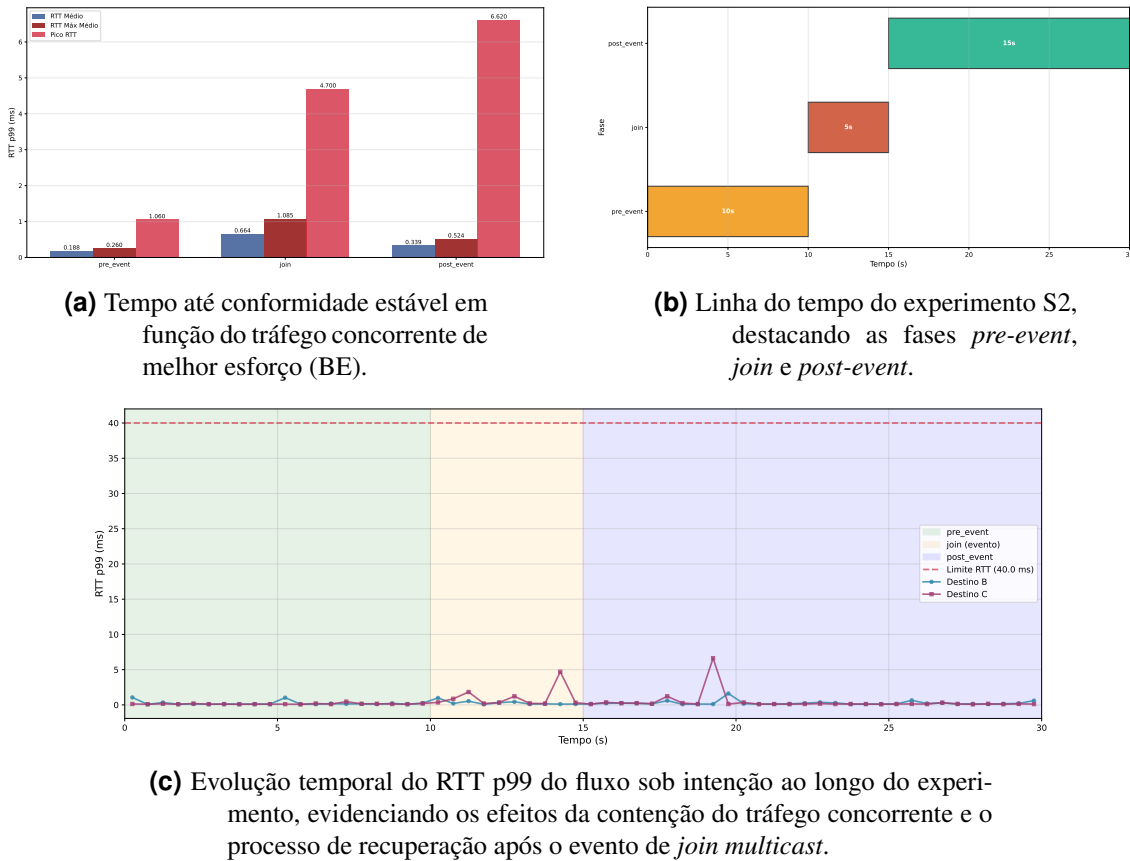 RTT Médio
RTT Máx Médio
Pico RTT
RTT p99 (ms)
6
5
4
3
2
1
0
0.188
0.260
1.060
0.664
1.085
4.700
0.339
0.524
6.620
pre_event
join
post_event
Fase
post_event
join
pre_event
15s
5s
10s
0
5
10
15
20
25
30
Tempo (s)
(a) Tempo até conformidade estável em
função do tráfego concorrente de
melhor esforço (BE).
(b) Linha do tempo do experimento S2,
destacando as fases pre-event,
join e post-event.
RTT p99 (ms)
40
35
30
25
20
15
10
5
0
pre_event
join (evento)
post_event
Limite RTT (40.0 ms)
Destino B
Destino C
0
5
10
15
20
25
30
Tempo (s)
(c) Evolução temporal do RTT p99 do fluxo sob intenção ao longo do experi-
mento, evidenciando os efeitos da contenção do tráfego concorrente e o
processo de recuperação após o evento de join multicast.